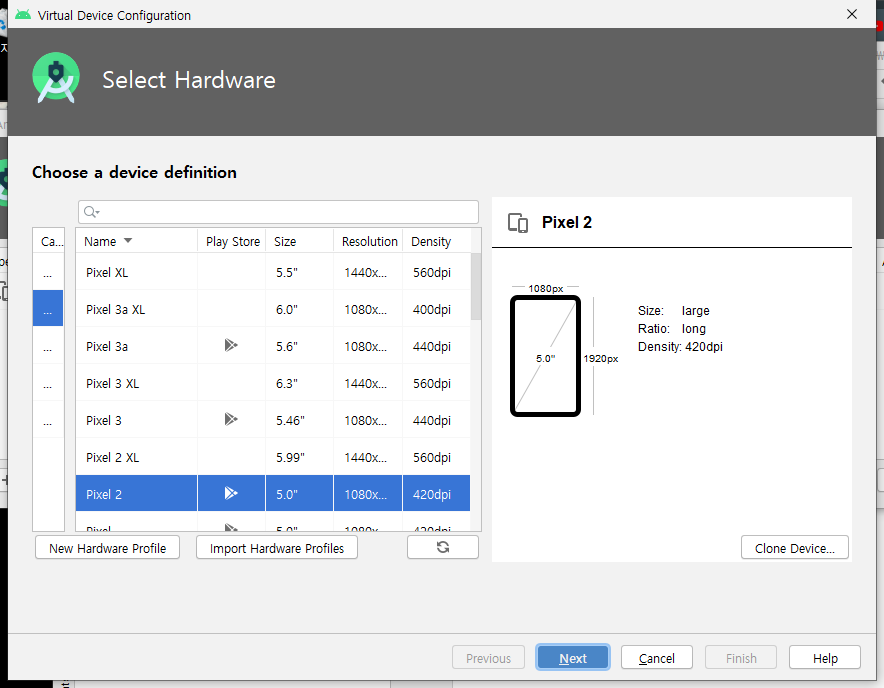 Virtual Device Configuration
Select Hardware
Choose a device definition
Ca... Name Play Store Size Resolution Density
... Pixel XL 5.5" 1440x... 560dpi
... Pixel 3a XL 6.0" 1080x... 400dpi
... Pixel 3a 5.6" 1080x... 440dpi
... Pixel 3 XL 6.3" 1440x... 560dpi
... Pixel 3 5.46" 1080x... 440dpi
Pixel 2 XL 5.99" 1440x... 560dpi
Pixel 2 5.0" 1080x... 420dpi
Pixel 5.0" 1080x... 420dpi
New Hardware Profile Import Hardware Profiles
Pixel 2
1080px
Size: large
Ratio: long
5.0" 1920px
Density: 420dpi
Clone Device...
Previous Next Cancel Finish Help